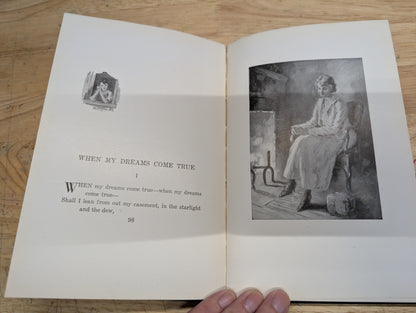 WHEN MY DREAMS COME TRUE
I
WHEN my dreams come true—when my dreams
come true—
Shall I lean from out my casement, in the starlight
and the dew,
98